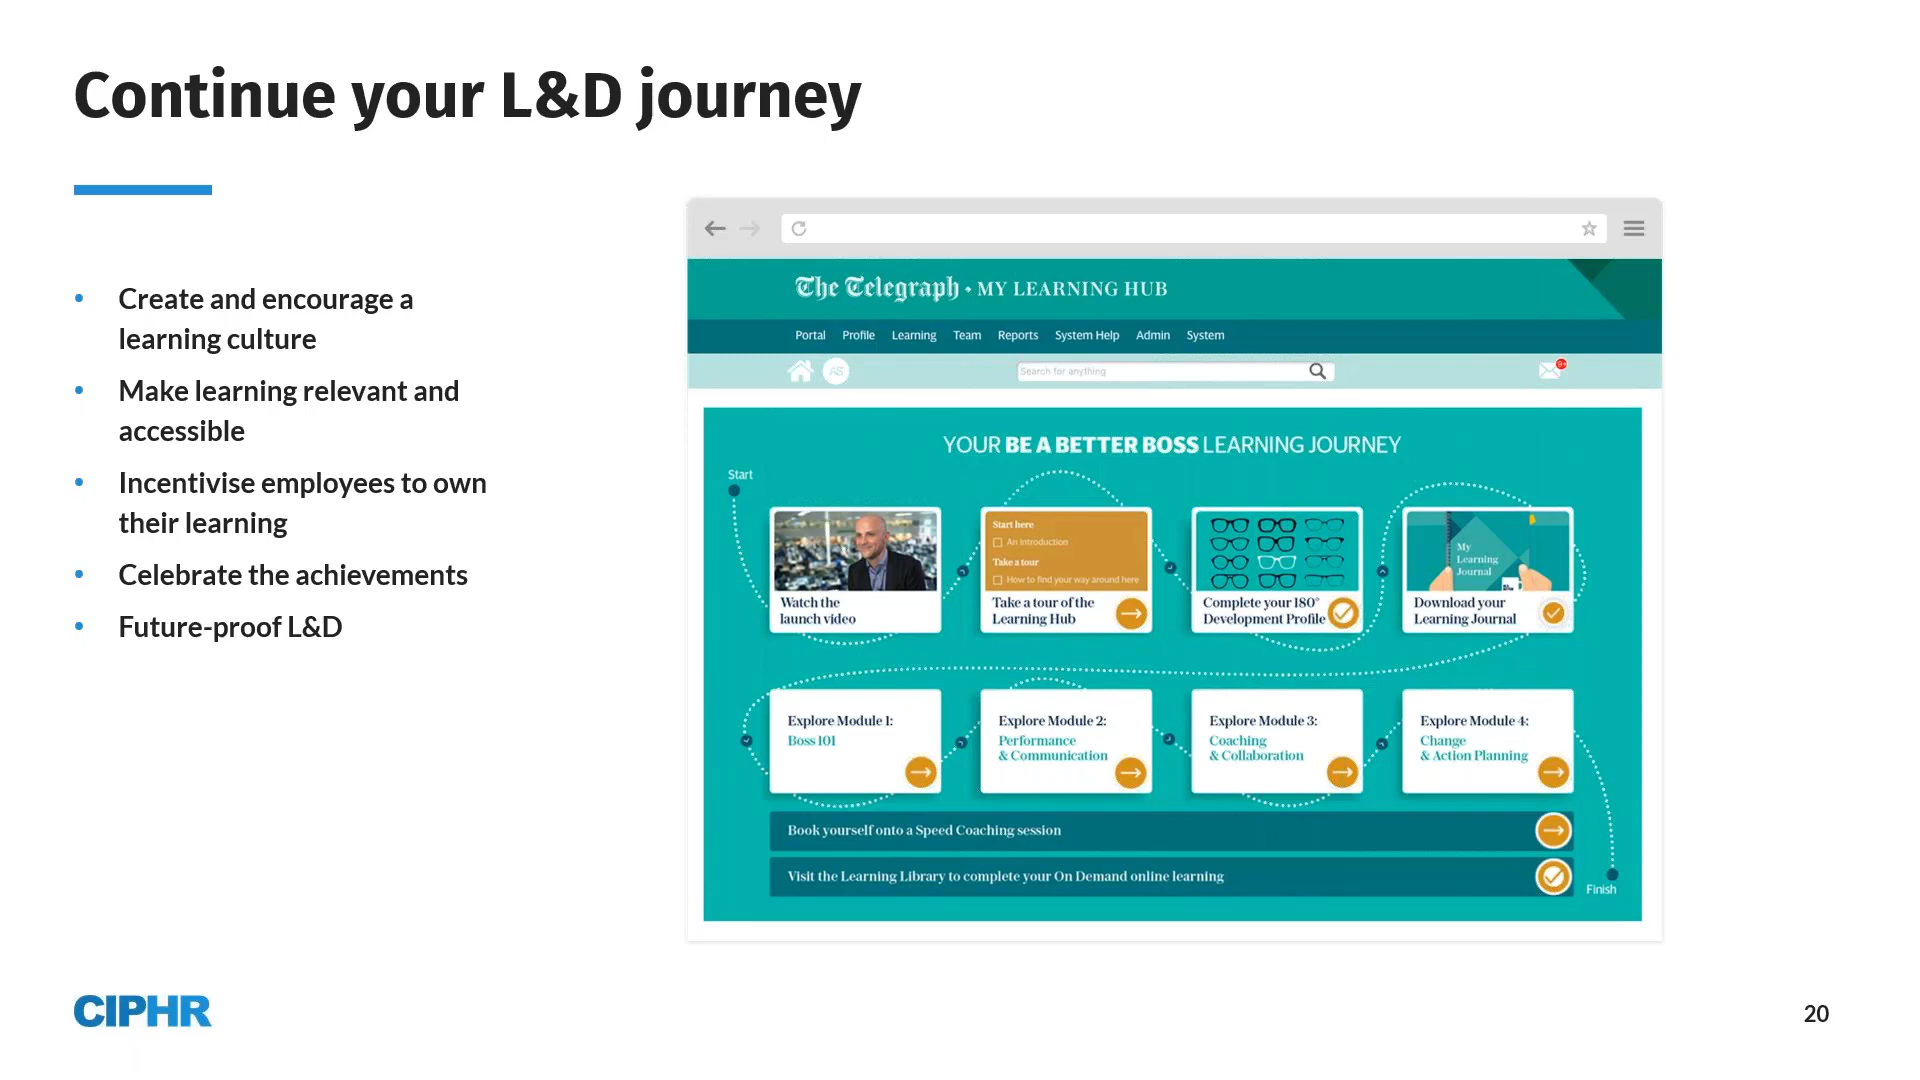 Continue your L&D journey
Create and encourage a
learning culture
Make learning relevant and
accessible
Incentivise employees to own
their learning
Celebrate the achievements
Future-proof L&D
The Telegraph • MY LEARNING HUB
Portal Profile Learning Team Reports System Help Admin System
AS
Search for anything
9+
YOUR BE A BETTER BOSS LEARNING JOURNEY
Start
Watch the
launch video
Start here
An Introduction
Take a tour
How to find your way around here
Take a tour of the
Learning Hub
Complete your 180°
Development Profile
My
Learning
Journal
Download your
Learning Journal
Explore Module 1:
Boss 101
Explore Module 2:
Performance
& Communication
Explore Module 3:
Coaching
& Collaboration
Explore Module 4:
Change
& Action Planning
Book yourself onto a Speed Coaching session
Visit the Learning Library to complete your On Demand online learning
Finish
CIPHR
20